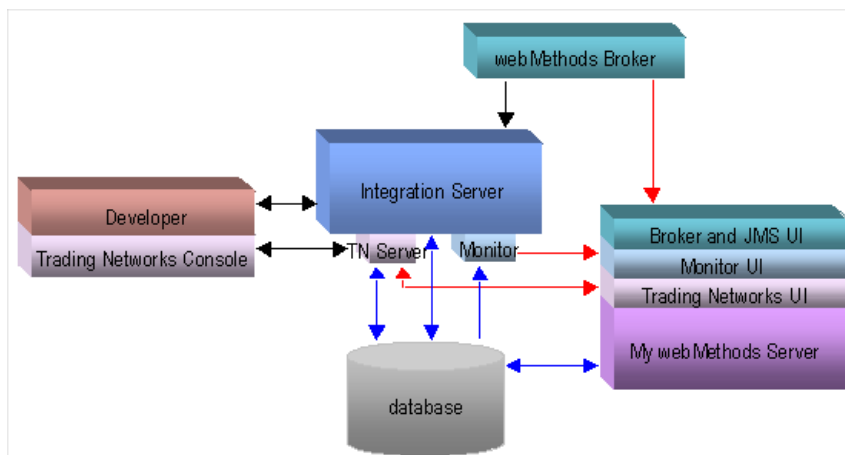 webMethods Broker
Integration Server
Developer
Trading Networks Console
TN Server
Monitor
Broker and JMS UI
Monitor UI
Trading Networks UI
My webMethods Server
database